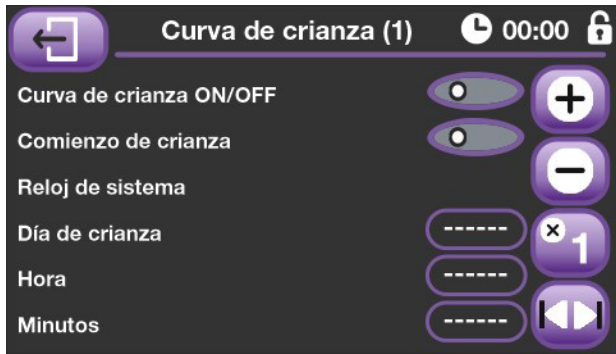 Curva de crianza (1) 00:00
Curva de crianza ON/OFF
Comienzo de crianza
Reloj de sistema
Día de crianza ------
×1
Hora ------
Minutos ------